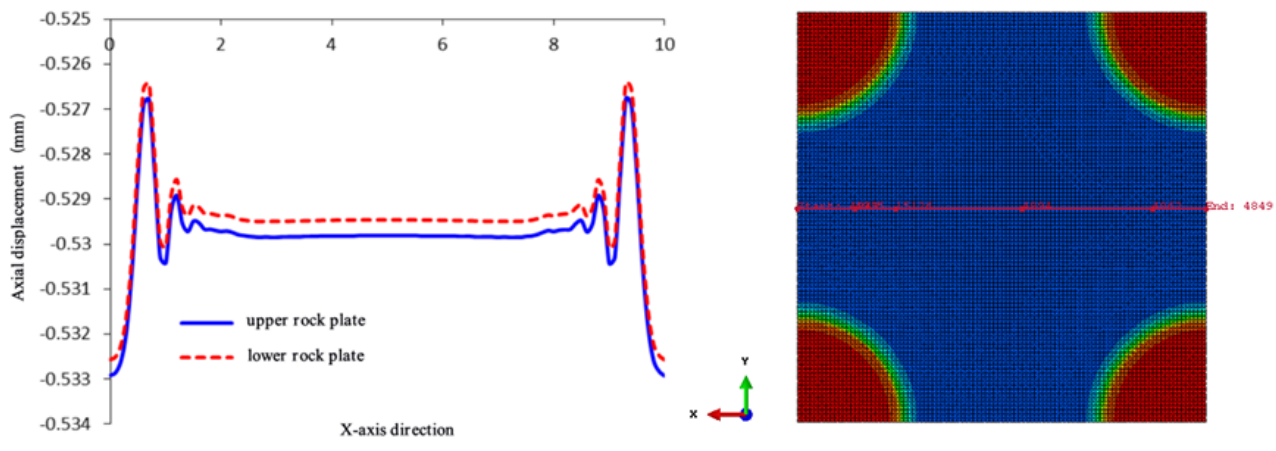 -0.525
0 2 4 6 8 10
-0.526
-0.527
-0.528
-0.529
-0.53
-0.531
-0.532
-0.533
-0.534
Axial displacement (mm)
upper rock plate
lower rock plate
X-axis direction
Y
X
End: 4849